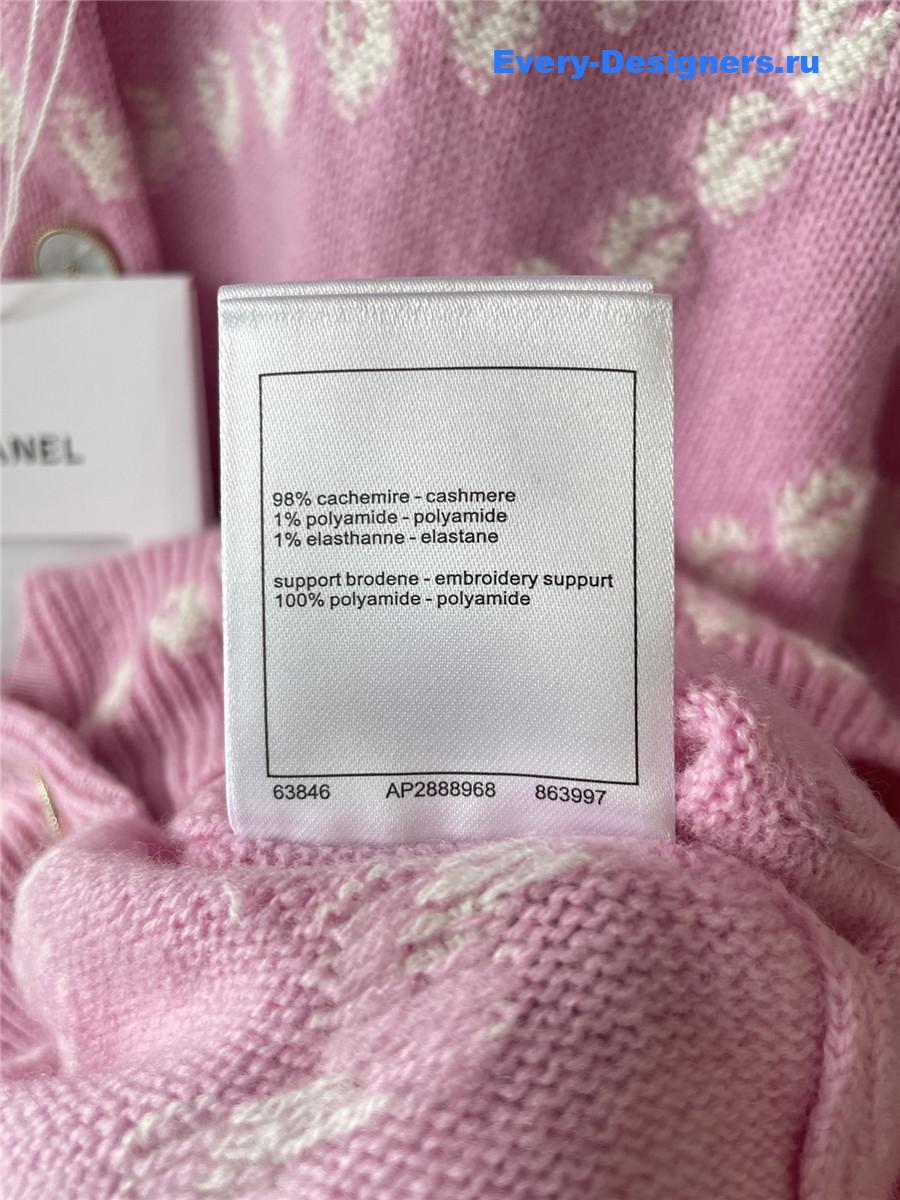 Every-Designers.ru
ANEL
98% cachemire - cashmere
1% polyamide - polyamide
1% elasthanne - elastane
support brodene - embroidery suppurt
100% polyamide - polyamide
63846 AP2888968 863997